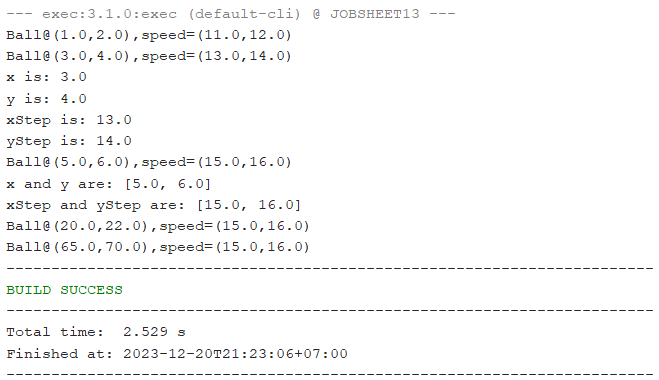 --- exec:3.1.0:exec (default-cli) @ JOBSHEET13 ---
Ball@(1.0,2.0),speed=(11.0,12.0)
Ball@(3.0,4.0),speed=(13.0,14.0)
x is: 3.0
y is: 4.0
xStep is: 13.0
yStep is: 14.0
Ball@(5.0,6.0),speed=(15.0,16.0)
x and y are: [5.0, 6.0]
xStep and yStep are: [15.0, 16.0]
Ball@(20.0,22.0),speed=(15.0,16.0)
Ball@(65.0,70.0),speed=(15.0,16.0)
------------------------------------------------------------------------
BUILD SUCCESS
------------------------------------------------------------------------
Total time:  2.529 s
Finished at: 2023-12-20T21:23:06+07:00
------------------------------------------------------------------------